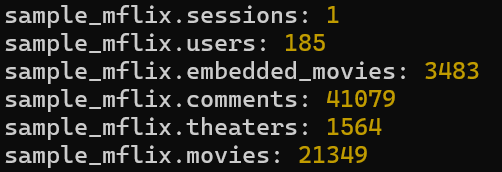 sample_mflix.sessions: 1
sample_mflix.users: 185
sample_mflix.embedded_movies: 3483
sample_mflix.comments: 41079
sample_mflix.theaters: 1564
sample_mflix.movies: 21349